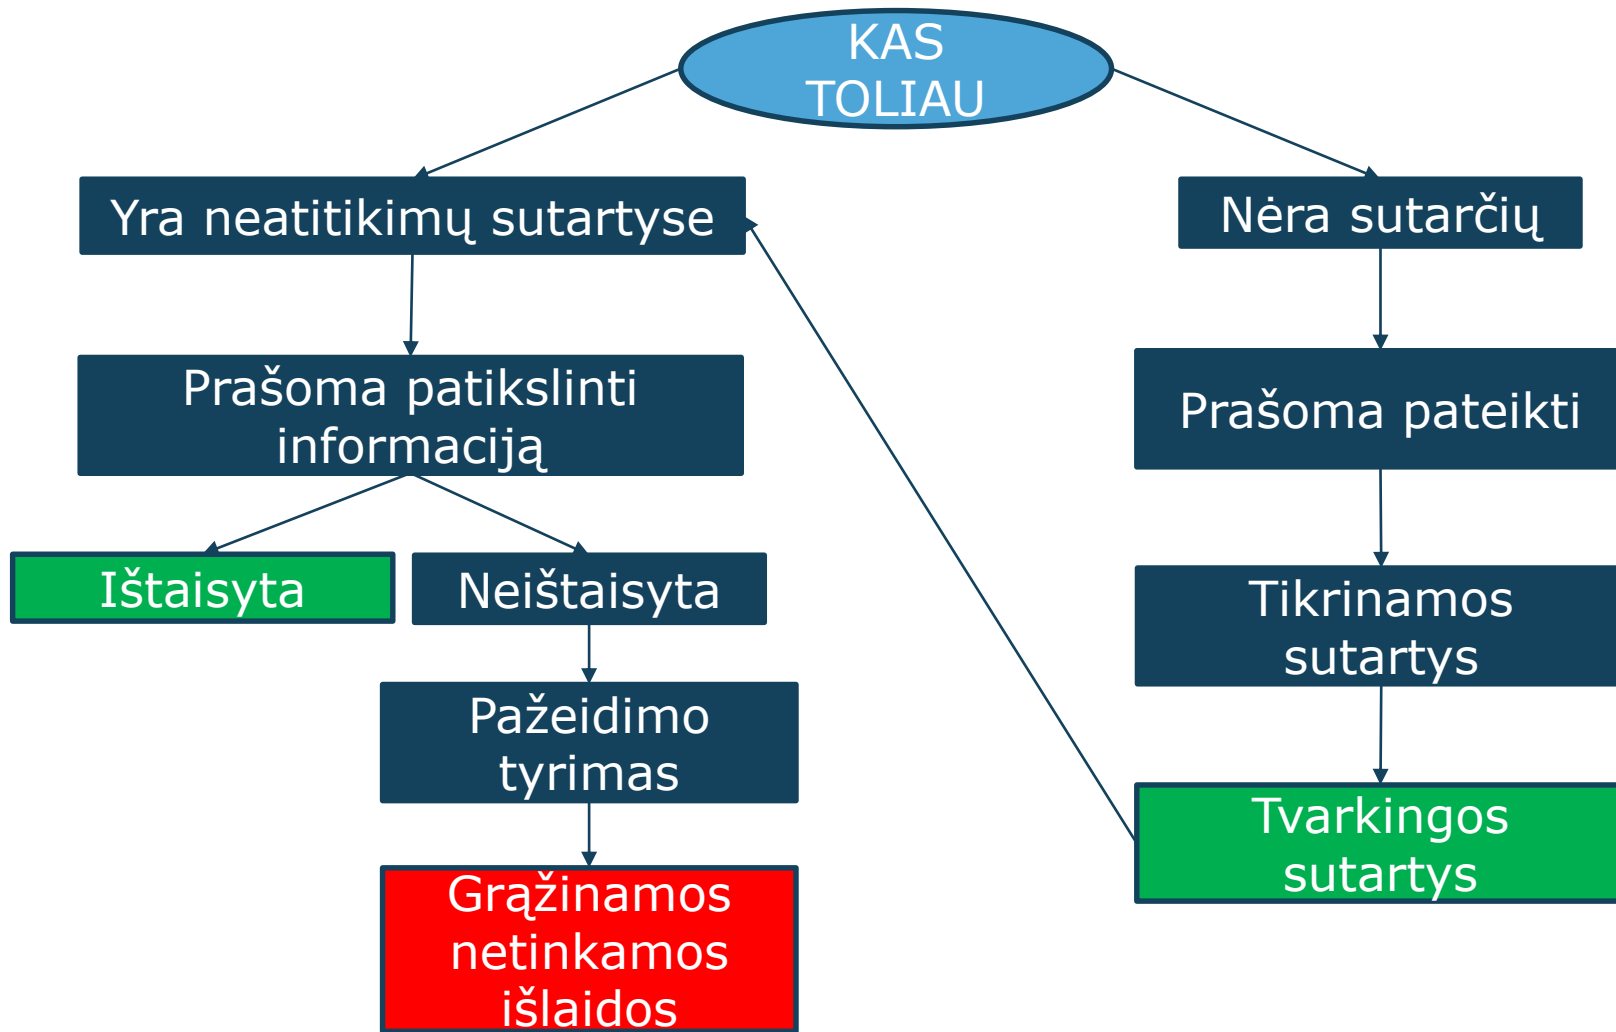 KAS
TOLIAU
Yra neatitikimų sutartyse
Nėra sutarčių
Prašoma patikslinti
informaciją
Prašoma pateikti
Ištaisyta
Neištaisyta
Tikrinamos
sutartys
Pažeidimo
tyrimas
Tvarkingos
sutartys
Grąžinamos
netinkamos
išlaidos